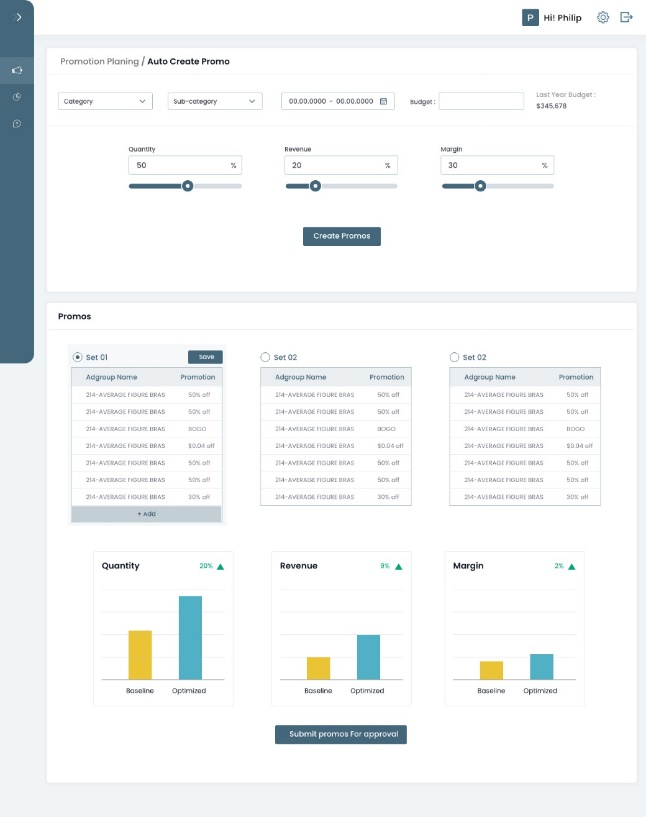 P Hi! Philip
Promotion Planing / Auto Create Promo
Category
Sub-category
00.00.0000 - 00.00.0000
Budget :
Last Year Budget :
$345,678
Quantity
50 %
Revenue
20 %
Margin
30 %
Create Promos
Promos
Set 01
Save
Adgroup Name Promotion
214-AVERAGE FIGURE BRAS 50% off
214-AVERAGE FIGURE BRAS 50% off
214-AVERAGE FIGURE BRAS BOGO
214-AVERAGE FIGURE BRAS $0.04 off
214-AVERAGE FIGURE BRAS 50% off
214-AVERAGE FIGURE BRAS 50% off
214-AVERAGE FIGURE BRAS 30% off
+ Add
Set 02
Adgroup Name Promotion
214-AVERAGE FIGURE BRAS 50% off
214-AVERAGE FIGURE BRAS 50% off
214-AVERAGE FIGURE BRAS BOGO
214-AVERAGE FIGURE BRAS $0.04 off
214-AVERAGE FIGURE BRAS 50% off
214-AVERAGE FIGURE BRAS 50% off
214-AVERAGE FIGURE BRAS 30% off
Set 02
Adgroup Name Promotion
214-AVERAGE FIGURE BRAS 50% off
214-AVERAGE FIGURE BRAS 50% off
214-AVERAGE FIGURE BRAS BOGO
214-AVERAGE FIGURE BRAS $0.04 off
214-AVERAGE FIGURE BRAS 50% off
214-AVERAGE FIGURE BRAS 50% off
214-AVERAGE FIGURE BRAS 30% off
Quantity 20%
Baseline Optimized
Revenue 9%
Baseline Optimized
Margin 2%
Baseline Optimized
Submit promos For approval